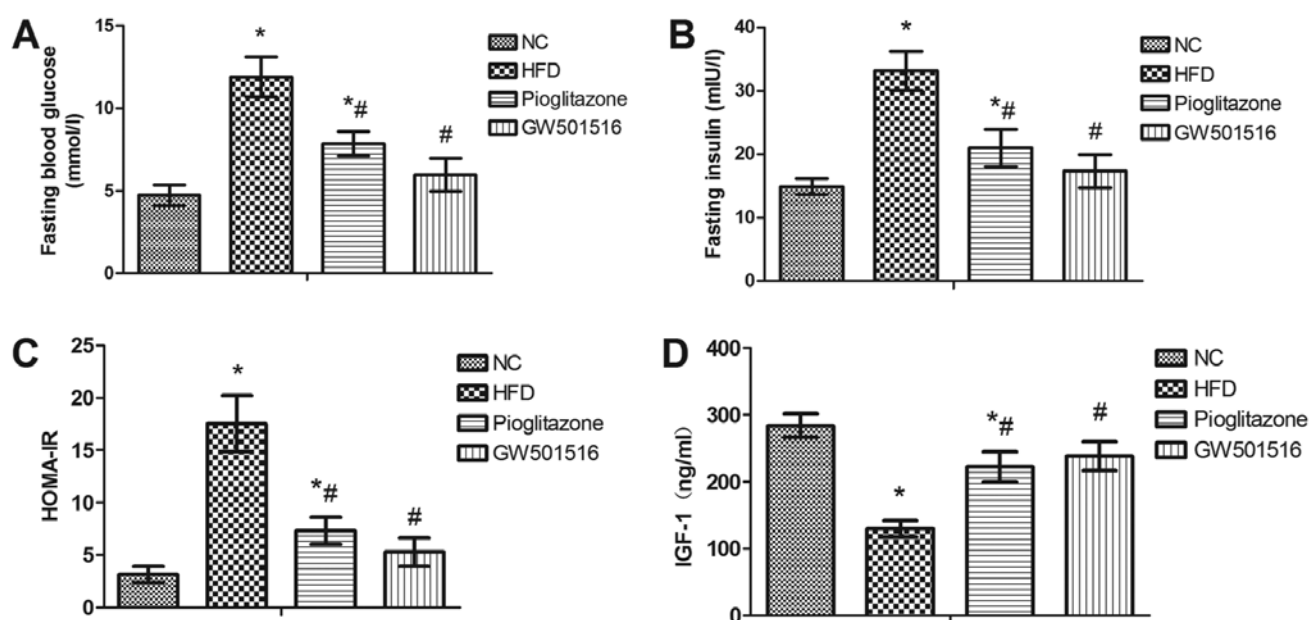 A
Fasting blood glucose
(mmol/l)
15
10
5
0
*
*#
#
NC
HFD
Pioglitazone
GW501516
B
Fasting insulin (mIU/l)
40
30
20
10
0
*
*#
#
NC
HFD
Pioglitazone
GW501516
C
HOMA-IR
25
20
15
10
5
0
*
*#
#
NC
HFD
Pioglitazone
GW501516
D
IGF-1（ng/ml）
400
300
200
100
0
*
*#
#
NC
HFD
Pioglitazone
GW501516